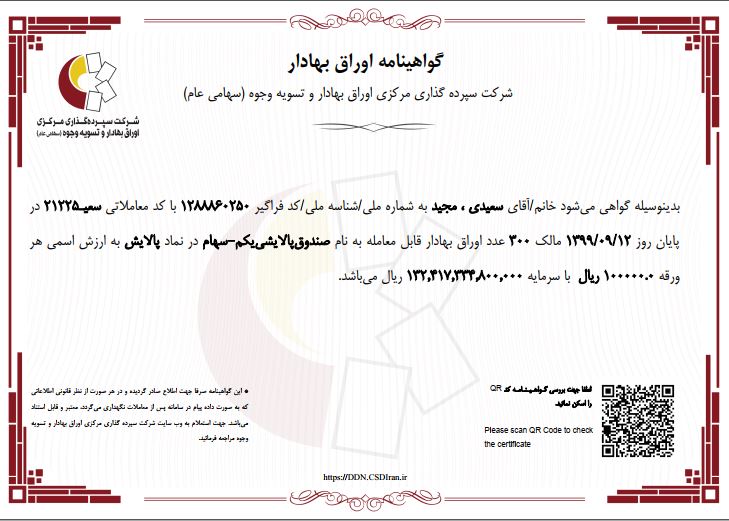 گواهینامه اوراق بهادار
شرکت سپرده گذاری مرکزی اوراق بهادار و تسویه وجوه (سهامی عام)
شرکت سپرده‌گذاری مرکزی
اوراق بهادار و تسویه وجوه (سهامی عام)
بدینوسیله گواهی می‌شود خانم/آقای سعیدی ، مجید به شماره ملی/شناسه ملی/کد فراگیر ۱۲۸۸۸۶۰۲۵۰ با کد معاملاتی سعید۲۱۲۲۵ در
پایان روز ۱۳۹۹/۰۹/۱۲ مالک ۳۰۰ عدد اوراق بهادار قابل معامله به نام صندوق‌پالایشی‌یکم-سهام در نماد پالایش به ارزش اسمی هر
ورقه ۱۰۰۰۰۰.۰ ریال با سرمایه ۱۳۲,۴۱۷,۳۳۴,۸۰۰,۰۰۰ ریال می‌باشد.
لطفا جهت بررسی گواهینامه کد QR
را اسکن نمائید.
Please scan QR Code to check
the certificate
• این گواهینامه صرفا جهت اطلاع صادر گردیده و در هر صورت از نظر قانونی اطلاعاتی
که به صورت داده پیام در سامانه پس از معاملات نگهداری می‌گردد، معتبر و قابل استناد
می‌باشد. جهت استعلام به وب سایت شرکت سپرده گذاری مرکزی اوراق بهادار و تسویه
وجوه مراجعه فرمائید.
https://DDN.CSDIran.ir